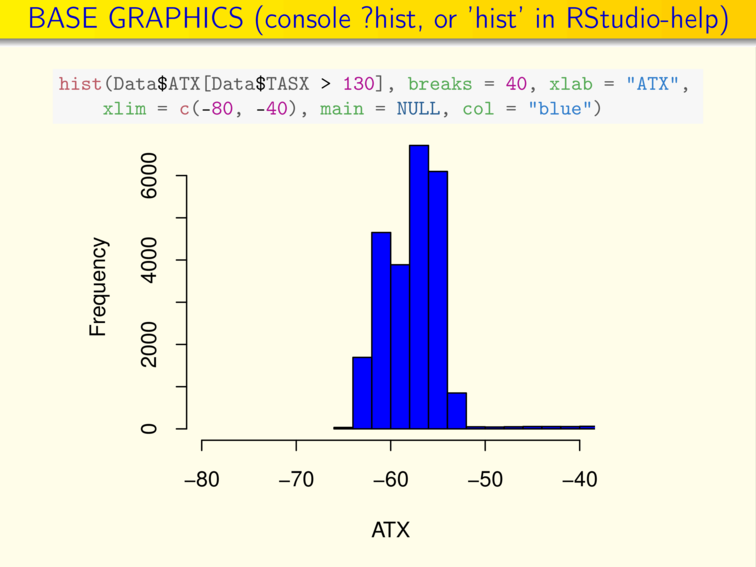 BASE GRAPHICS (console ?hist, or 'hist' in RStudio-help)
hist(Data$ATX[Data$TASX > 130], breaks = 40, xlab = "ATX",
xlim = c(-80, -40), main = NULL, col = "blue")
6000
4000
2000
0
Frequency
−80 −70 −60 −50 −40
ATX